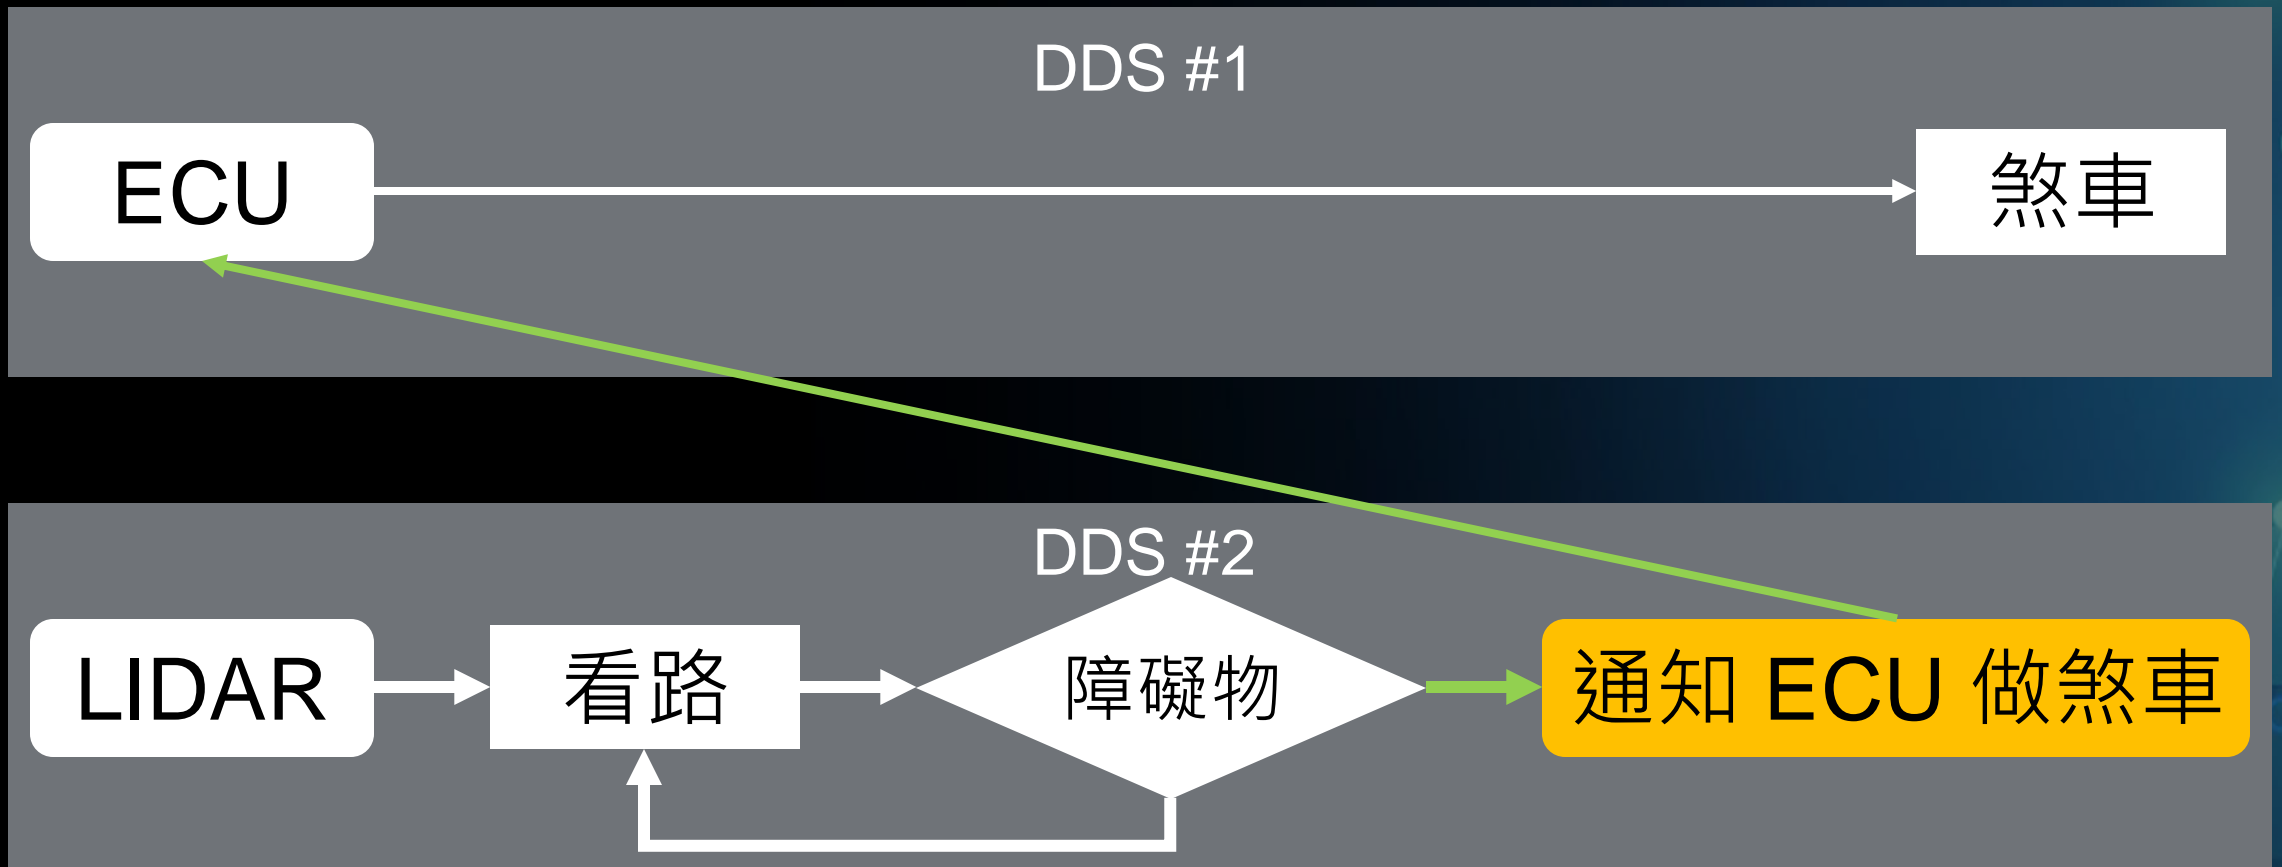 DDS #1
ECU
煞車
DDS #2
LIDAR
看路
障礙物
通知 ECU 做煞車